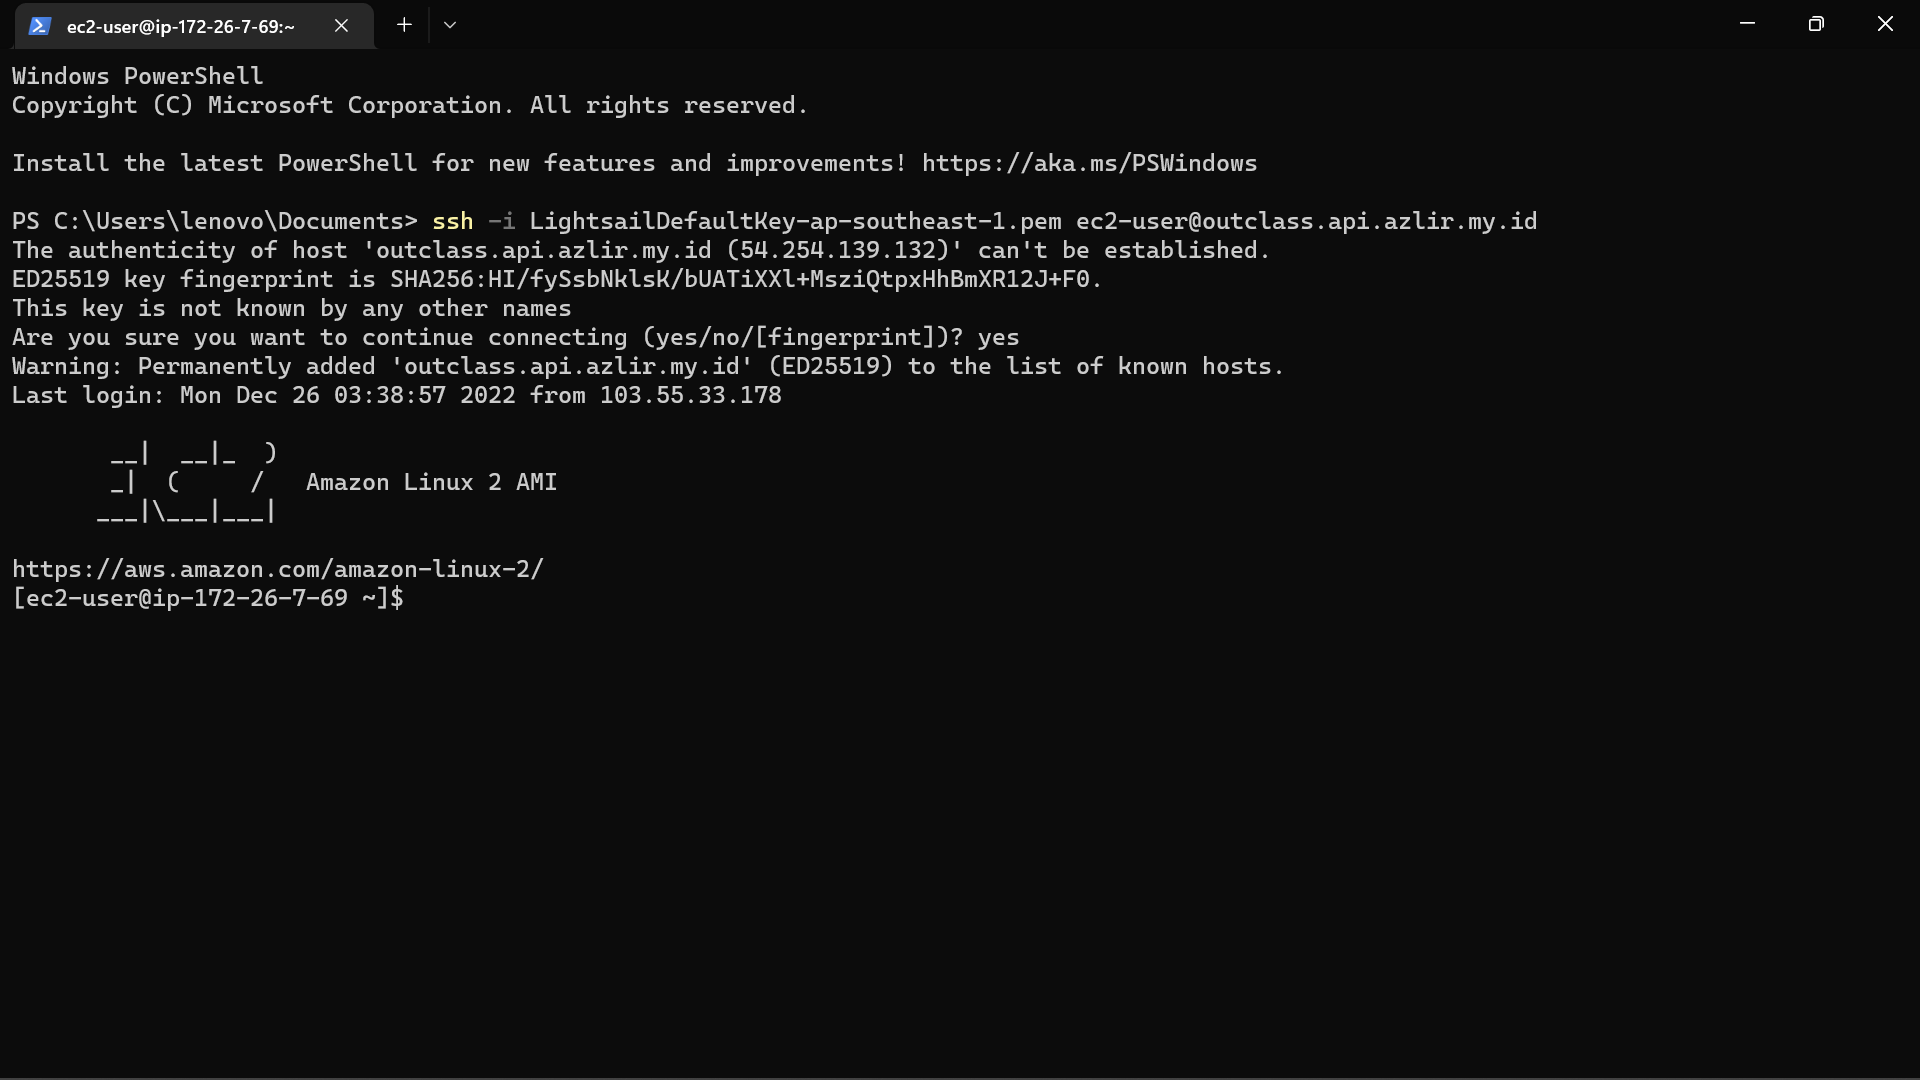 ec2-user@ip-172-26-7-69:~
Windows PowerShell
Copyright (C) Microsoft Corporation. All rights reserved.
Install the latest PowerShell for new features and improvements! https://aka.ms/PSWindows
PS C:\Users\lenovo\Documents> ssh -i LightsailDefaultKey-ap-southeast-1.pem ec2-user@outclass.api.azlir.my.id
The authenticity of host 'outclass.api.azlir.my.id (54.254.139.132)' can't be established.
ED25519 key fingerprint is SHA256:HI/fySsbNklsK/bUATiXXl+MsziQtpxHhBmXR12J+F0.
This key is not known by any other names
Are you sure you want to continue connecting (yes/no/[fingerprint])? yes
Warning: Permanently added 'outclass.api.azlir.my.id' (ED25519) to the list of known hosts.
Last login: Mon Dec 26 03:38:57 2022 from 103.55.33.178
       __|  __|_  )
       _|  (     /   Amazon Linux 2 AMI
      ___|\___|___|
https://aws.amazon.com/amazon-linux-2/
[ec2-user@ip-172-26-7-69 ~]$